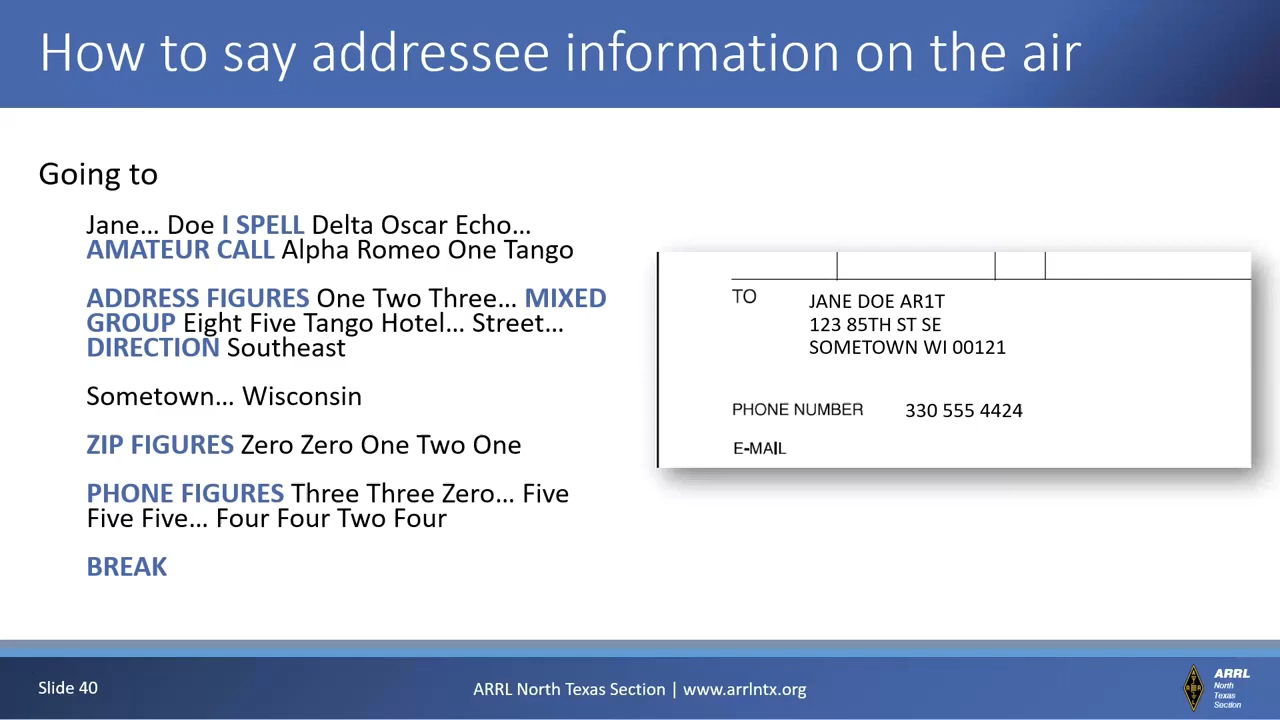 How to say addressee information on the air
Going to
Jane… Doe I SPELL Delta Oscar Echo…
AMATEUR CALL Alpha Romeo One Tango
ADDRESS FIGURES One Two Three… MIXED
GROUP Eight Five Tango Hotel… Street…
DIRECTION Southeast
Sometown… Wisconsin
ZIP FIGURES Zero Zero One Two One
PHONE FIGURES Three Three Zero… Five
Five Five… Four Four Two Four
BREAK
TO JANE DOE AR1T
123 85TH ST SE
SOMETOWN WI 00121
PHONE NUMBER 330 555 4424
E-MAIL
Slide 40
ARRL North Texas Section | www.arrlntx.org
ARRL
North
Texas
Section